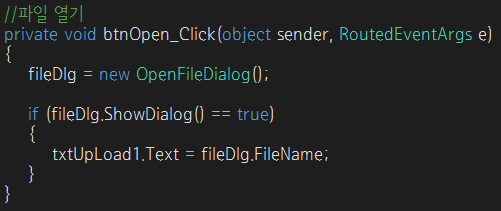 //파일 열기
private void btnOpen_Click(object sender, RoutedEventArgs e)
{
fileDlg = new OpenFileDialog();
if (fileDlg.ShowDialog() == true)
{
txtUpLoad1.Text = fileDlg.FileName;
}
}